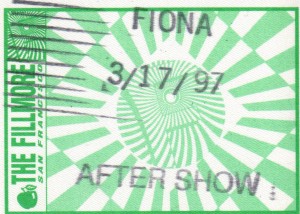 FIONA
3/17/97
AFTER SHOW
THE FILLMORE
SAN FRANCISCO